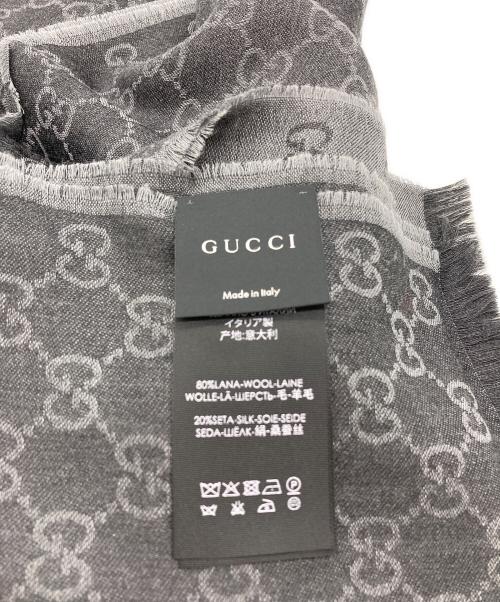 GUCCI
Made in Italy
イタリア製
产地:意大利
80%LANA-WOOL-LAINE
WOLLE-LÃ-ШЕРСТЬ-毛-羊毛
20%SETA-SILK-SOIE-SEIDE
SEDA-ШЁЛК-絹-桑蚕丝